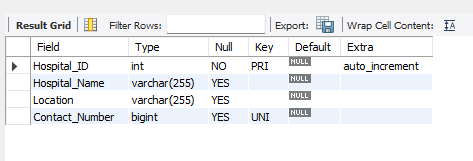 Result Grid Filter Rows: Export: Wrap Cell Content: IA
Field Type Null Key Default Extra
Hospital_ID int NO PRI NULL auto_increment
Hospital_Name varchar(255) YES NULL
Location varchar(255) YES NULL
Contact_Number bigint YES UNI NULL